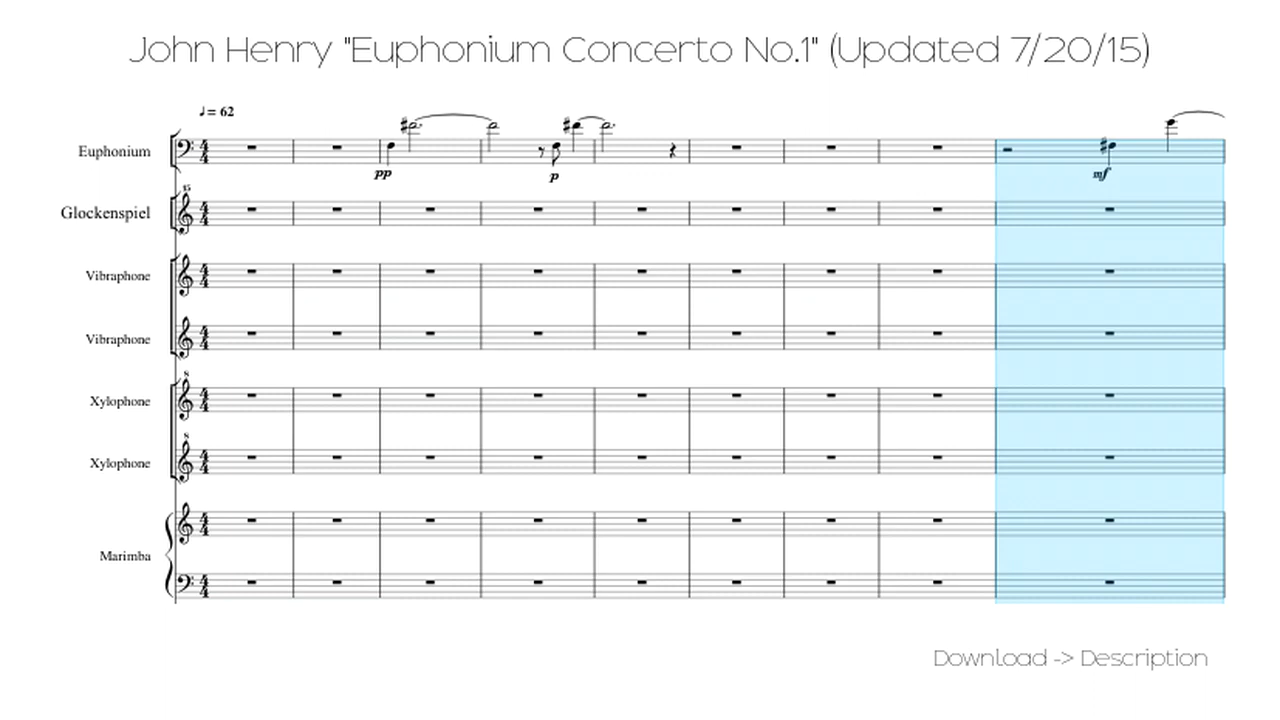 John Henry "Euphonium Concerto No.1" (Updated 7/20/15)
♩= 62
Euphonium
pp
p
mf
15
Glockenspiel
Vibraphone
Vibraphone
8
Xylophone
8
Xylophone
Marimba
Download -> Description